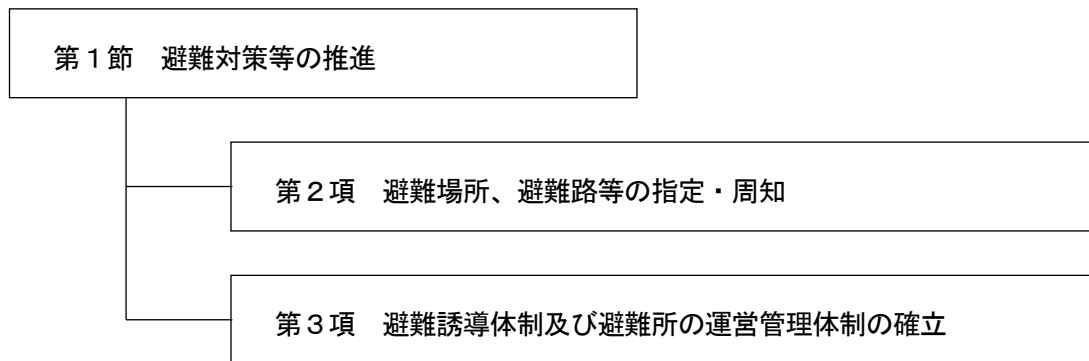 第１節　避難対策等の推進
第２項　避難場所、避難路等の指定・周知
第３項　避難誘導体制及び避難所の運営管理体制の確立